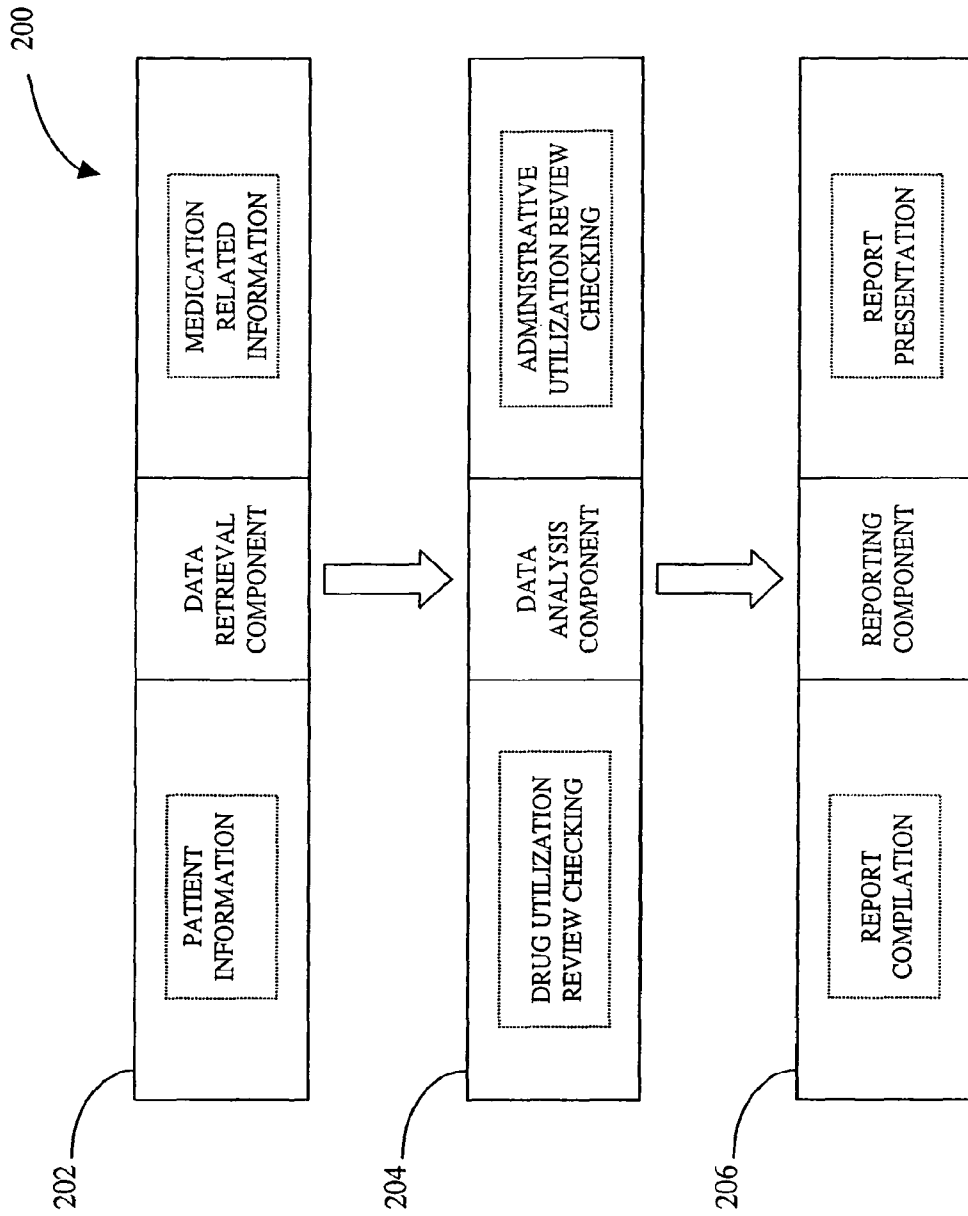 200
202
PATIENT
INFORMATION
DATA
RETRIEVAL
COMPONENT
MEDICATION
RELATED
INFORMATION
204
DRUG UTILIZATION
REVIEW CHECKING
DATA
ANALYSIS
COMPONENT
ADMINISTRATIVE
UTILIZATION REVIEW
CHECKING
206
REPORT
COMPILATION
REPORTING
COMPONENT
REPORT
PRESENTATION